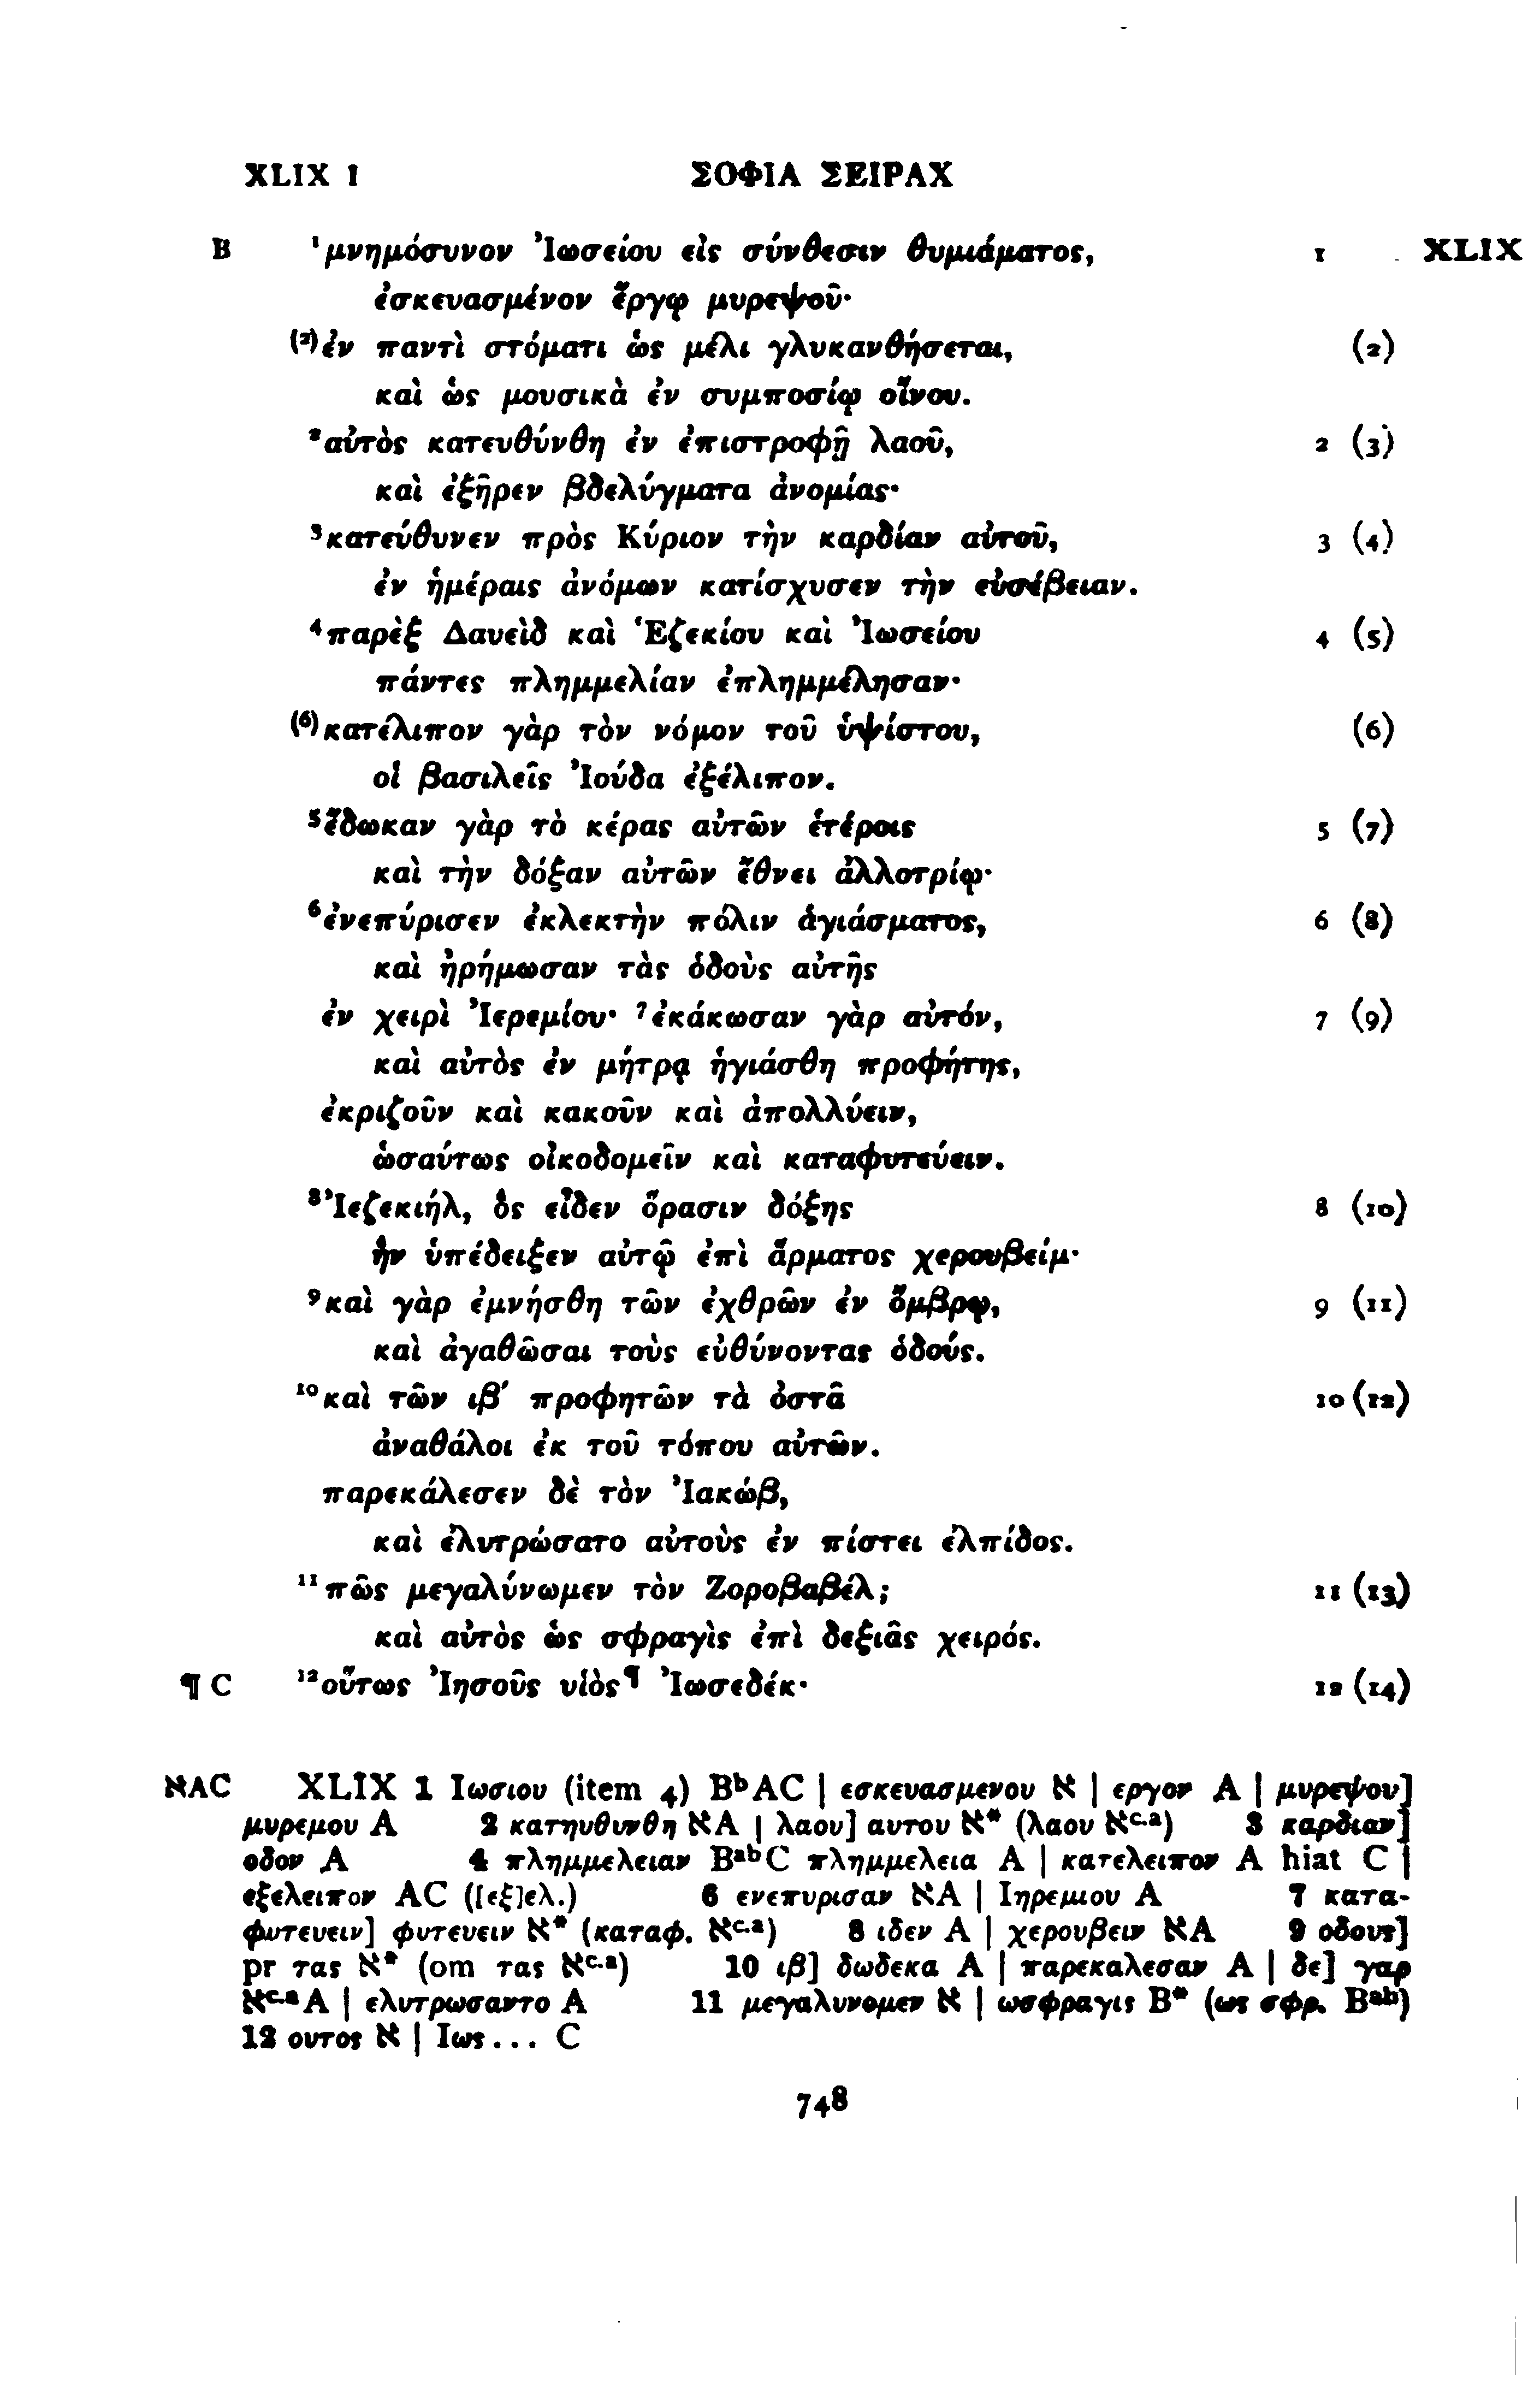 XLIX 1 ΣΟΦΙΑ ΣΕΙΡΑΧ
B ¹μνημόσυνον Ἰωσείου εἰς σύνθεσιν θυμιάματος, 1 XLIX
ἐσκευασμένον ἔργῳ μυρεψοῦ·
⁽²⁾ἐν παντὶ στόματι ὡς μέλι γλυκανθήσεται, (2)
καὶ ὡς μουσικὰ ἐν συμποσίῳ οἴνου.
²αὐτὸς κατευθύνθη ἐν ἐπιστροφῇ λαοῦ, 2 (3)
καὶ ἐξῆρεν βδελύγματα ἀνομίας·
³κατεύθυνεν πρὸς Κύριον τὴν καρδίαν αὐτοῦ, 3 (4)
ἐν ἡμέραις ἀνόμων κατίσχυσεν τὴν εὐσέβειαν.
⁴παρὲξ Δαυεὶδ καὶ Ἑζεκίου καὶ Ἰωσείου 4 (5)
πάντες πλημμελίαν ἐπλημμέλησαν·
⁽⁶⁾κατέλιπον γὰρ τὸν νόμον τοῦ ὑψίστου, (6)
οἱ βασιλεῖς Ἰούδα ἐξέλιπον.
⁵ἔδωκαν γὰρ τὸ κέρας αὐτῶν ἑτέροις 5 (7)
καὶ τὴν δόξαν αὐτῶν ἔθνει ἀλλοτρίῳ·
⁶ἐνεπύρισεν ἐκλεκτὴν πόλιν ἁγιάσματος, 6 (8)
καὶ ἠρήμωσαν τὰς ὁδοὺς αὐτῆς
ἐν χειρὶ Ἰερεμίου· ⁷ἐκάκωσαν γὰρ αὐτόν, 7 (9)
καὶ αὐτὸς ἐν μήτρᾳ ἡγιάσθη προφήτης,
ἐκριζοῦν καὶ κακοῦν καὶ ἀπολλύειν,
ὡσαύτως οἰκοδομεῖν καὶ καταφυτεύειν.
⁸Ἰεζεκιήλ, ὃς εἶδεν ὅρασιν δόξης 8 (10)
ἣν ὑπέδειξεν αὐτῷ ἐπὶ ἅρματος χερουβείμ·
⁹καὶ γὰρ ἐμνήσθη τῶν ἐχθρῶν ἐν ὄμβρῳ, 9 (11)
καὶ ἀγαθῶσαι τοὺς εὐθύνοντας ὁδούς.
¹⁰καὶ τῶν ιβʹ προφητῶν τὰ ὀστᾶ 10 (12)
ἀναθάλοι ἐκ τοῦ τόπου αὐτῶν.
παρεκάλεσεν δὲ τὸν Ἰακώβ,
καὶ ἐλυτρώσατο αὐτοὺς ἐν πίστει ἐλπίδος.
¹¹πῶς μεγαλύνωμεν τὸν Ζοροβαβέλ; 11 (13)
καὶ αὐτὸς ὡς σφραγὶς ἐπὶ δεξιᾶς χειρός.
¶ C ¹²οὕτως Ἰησοῦς υἱὸς¶ Ἰωσεδέκ· 12 (14)
אAC XLIX 1 Ιωσιου (item 4) BᵇAC | εσκευασμενου א | εργον A | μυρεψου]
μυρεμου A 2 κατηυθυνθη אA | λαου] αυτου א* (λαου אᶜ·ᵃ) 3 καρδιαν]
οδον A 4 πλημμελειαν BᵃᵇC πλημμελεια A | κατελειπον A hiat C |
εξελειπον AC ([εξ]ελ.) 6 ενεπυρισαν אA | Ιηρεμιου A 7 κατα-
φυτευειν] φυτευειν א* (καταφ. אᶜ·ᵃ) 8 ιδεν A | χερουβειν אA 9 οδους]
pr τας א* (om τας אᶜ·ᵃ) 10 ιβ] δωδεκα A | παρεκαλεσαν A | δε] γαρ
אᶜ·ᵃA | ελυτρωσαντο A 11 μεγαλυνομεν א | ωσφραγις B* (ως σφρ. Bᵃᵇ)
12 ουτος א | Ιως... C
748